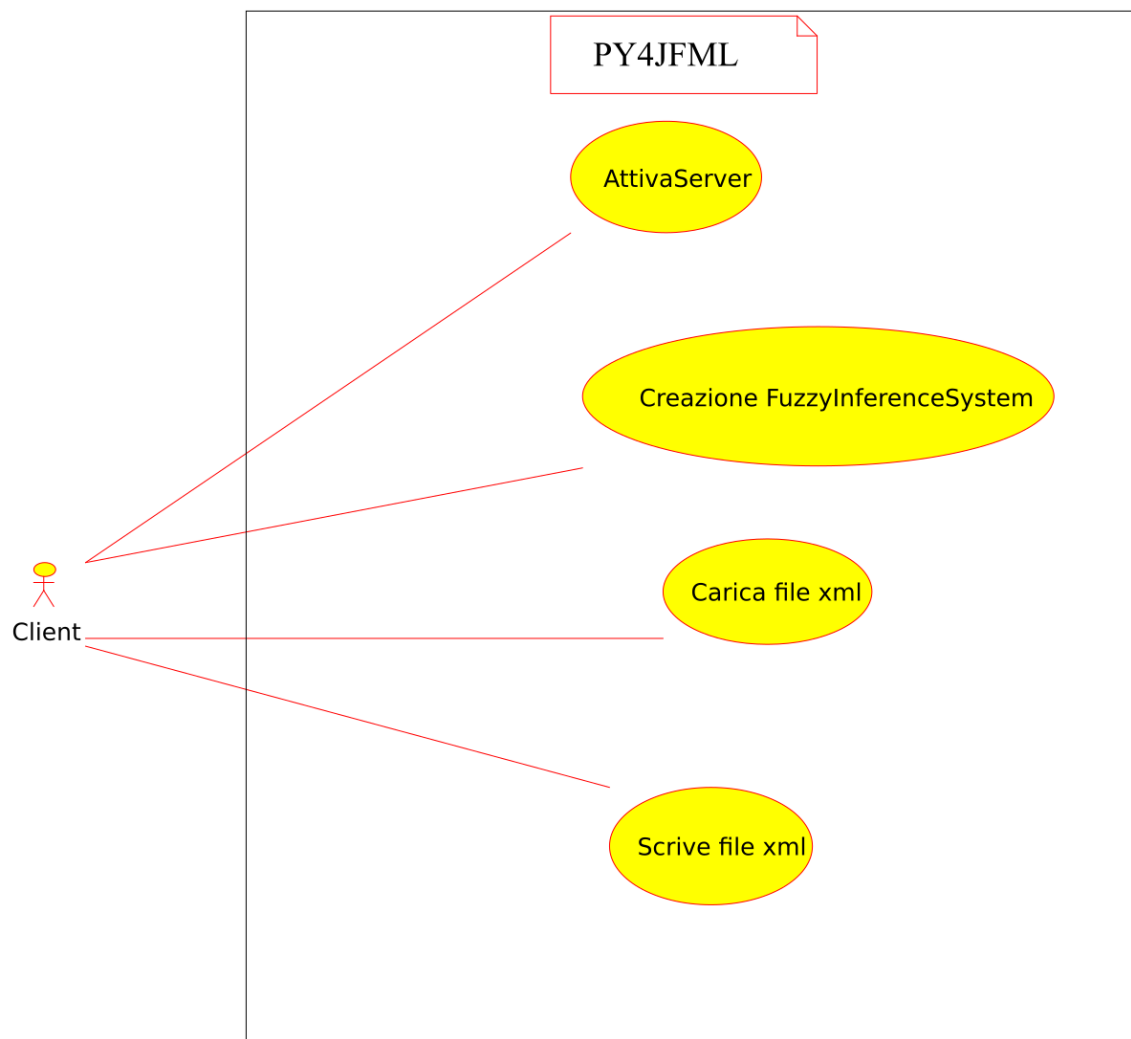 PY4JFML
AttivaServer
Creazione FuzzyInferenceSystem
Carica file xml
Client
Scrive file xml